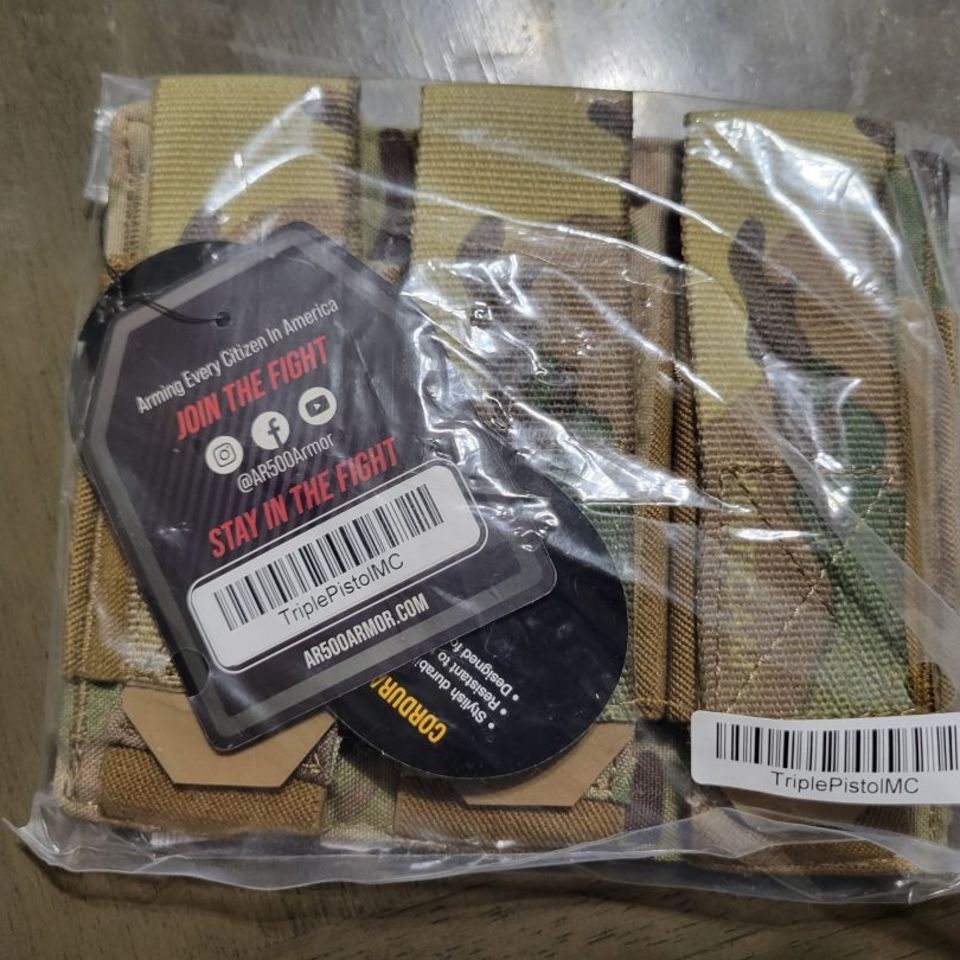 Arming Every Citizen In America
JOIN THE FIGHT
@AR500Armor
STAY IN THE FIGHT
TriplePistolMC
AR500ARMOR.COM
CORDURA
• Stylish
• Resistant to
• Designed
TriplePistolMC